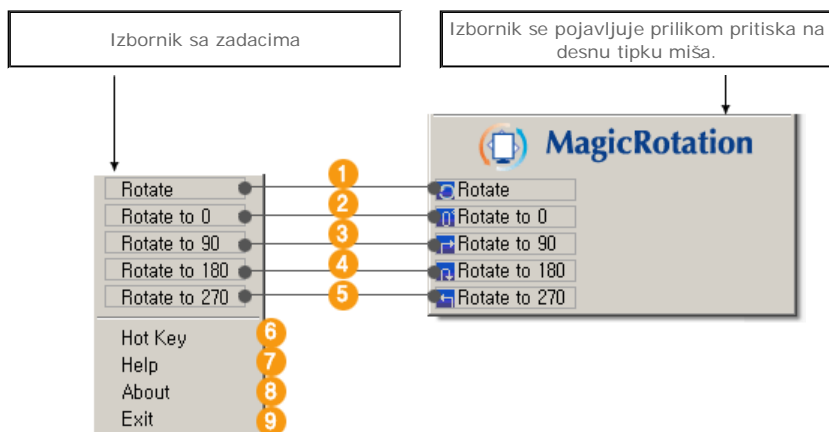 Izbornik sa zadacima
Izbornik se pojavljuje prilikom pritiska na
desnu tipku miša.
MagicRotation
Rotate
1
Rotate
Rotate to 0
2
Rotate to 0
Rotate to 90
3
Rotate to 90
Rotate to 180
4
Rotate to 180
Rotate to 270
5
Rotate to 270
Hot Key
6
Help
7
About
8
Exit
9